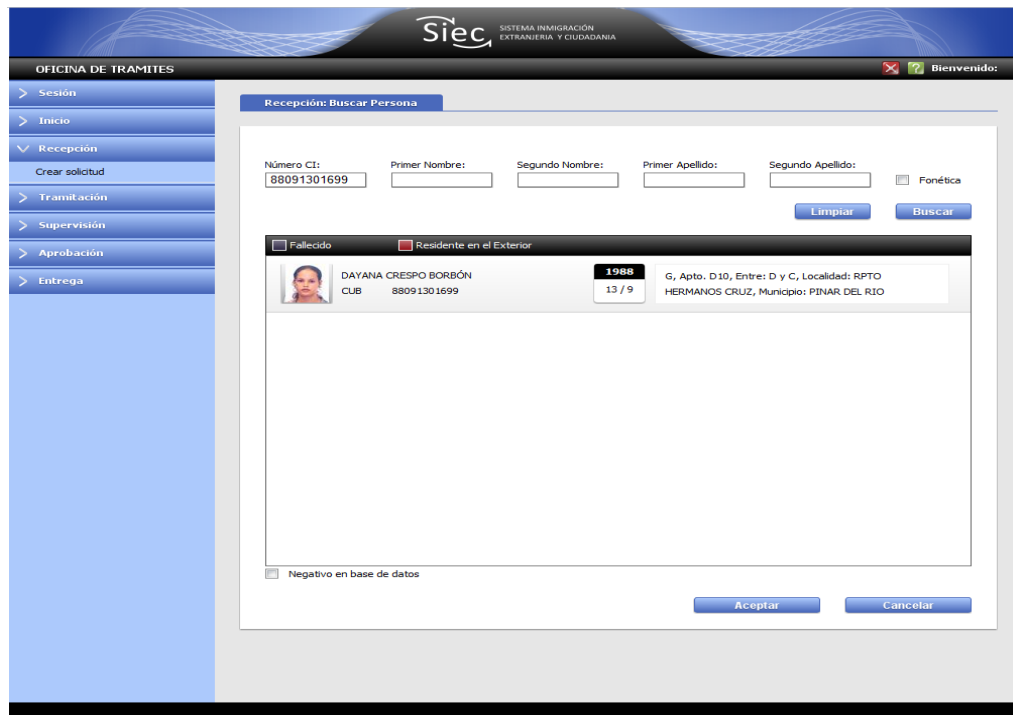 Siec SISTEMA INMIGRACIÓN
EXTRANJERIA Y CIUDADANIA
OFICINA DE TRAMITES
Bienvenido:
Sesión
Inicio
Recepción
Crear solicitud
Tramitación
Supervisión
Aprobación
Entrega
Recepción: Buscar Persona
Número CI: Primer Nombre: Segundo Nombre: Primer Apellido: Segundo Apellido:
88091301699 Fonética
Limpiar Buscar
Fallecido Residente en el Exterior
DAYANA CRESPO BORBÓN
CUB 88091301699
1988
13 / 9
G, Apto. D10, Entre: D y C, Localidad: RPTO
HERMANOS CRUZ, Municipio: PINAR DEL RIO
Negativo en base de datos
Aceptar Cancelar